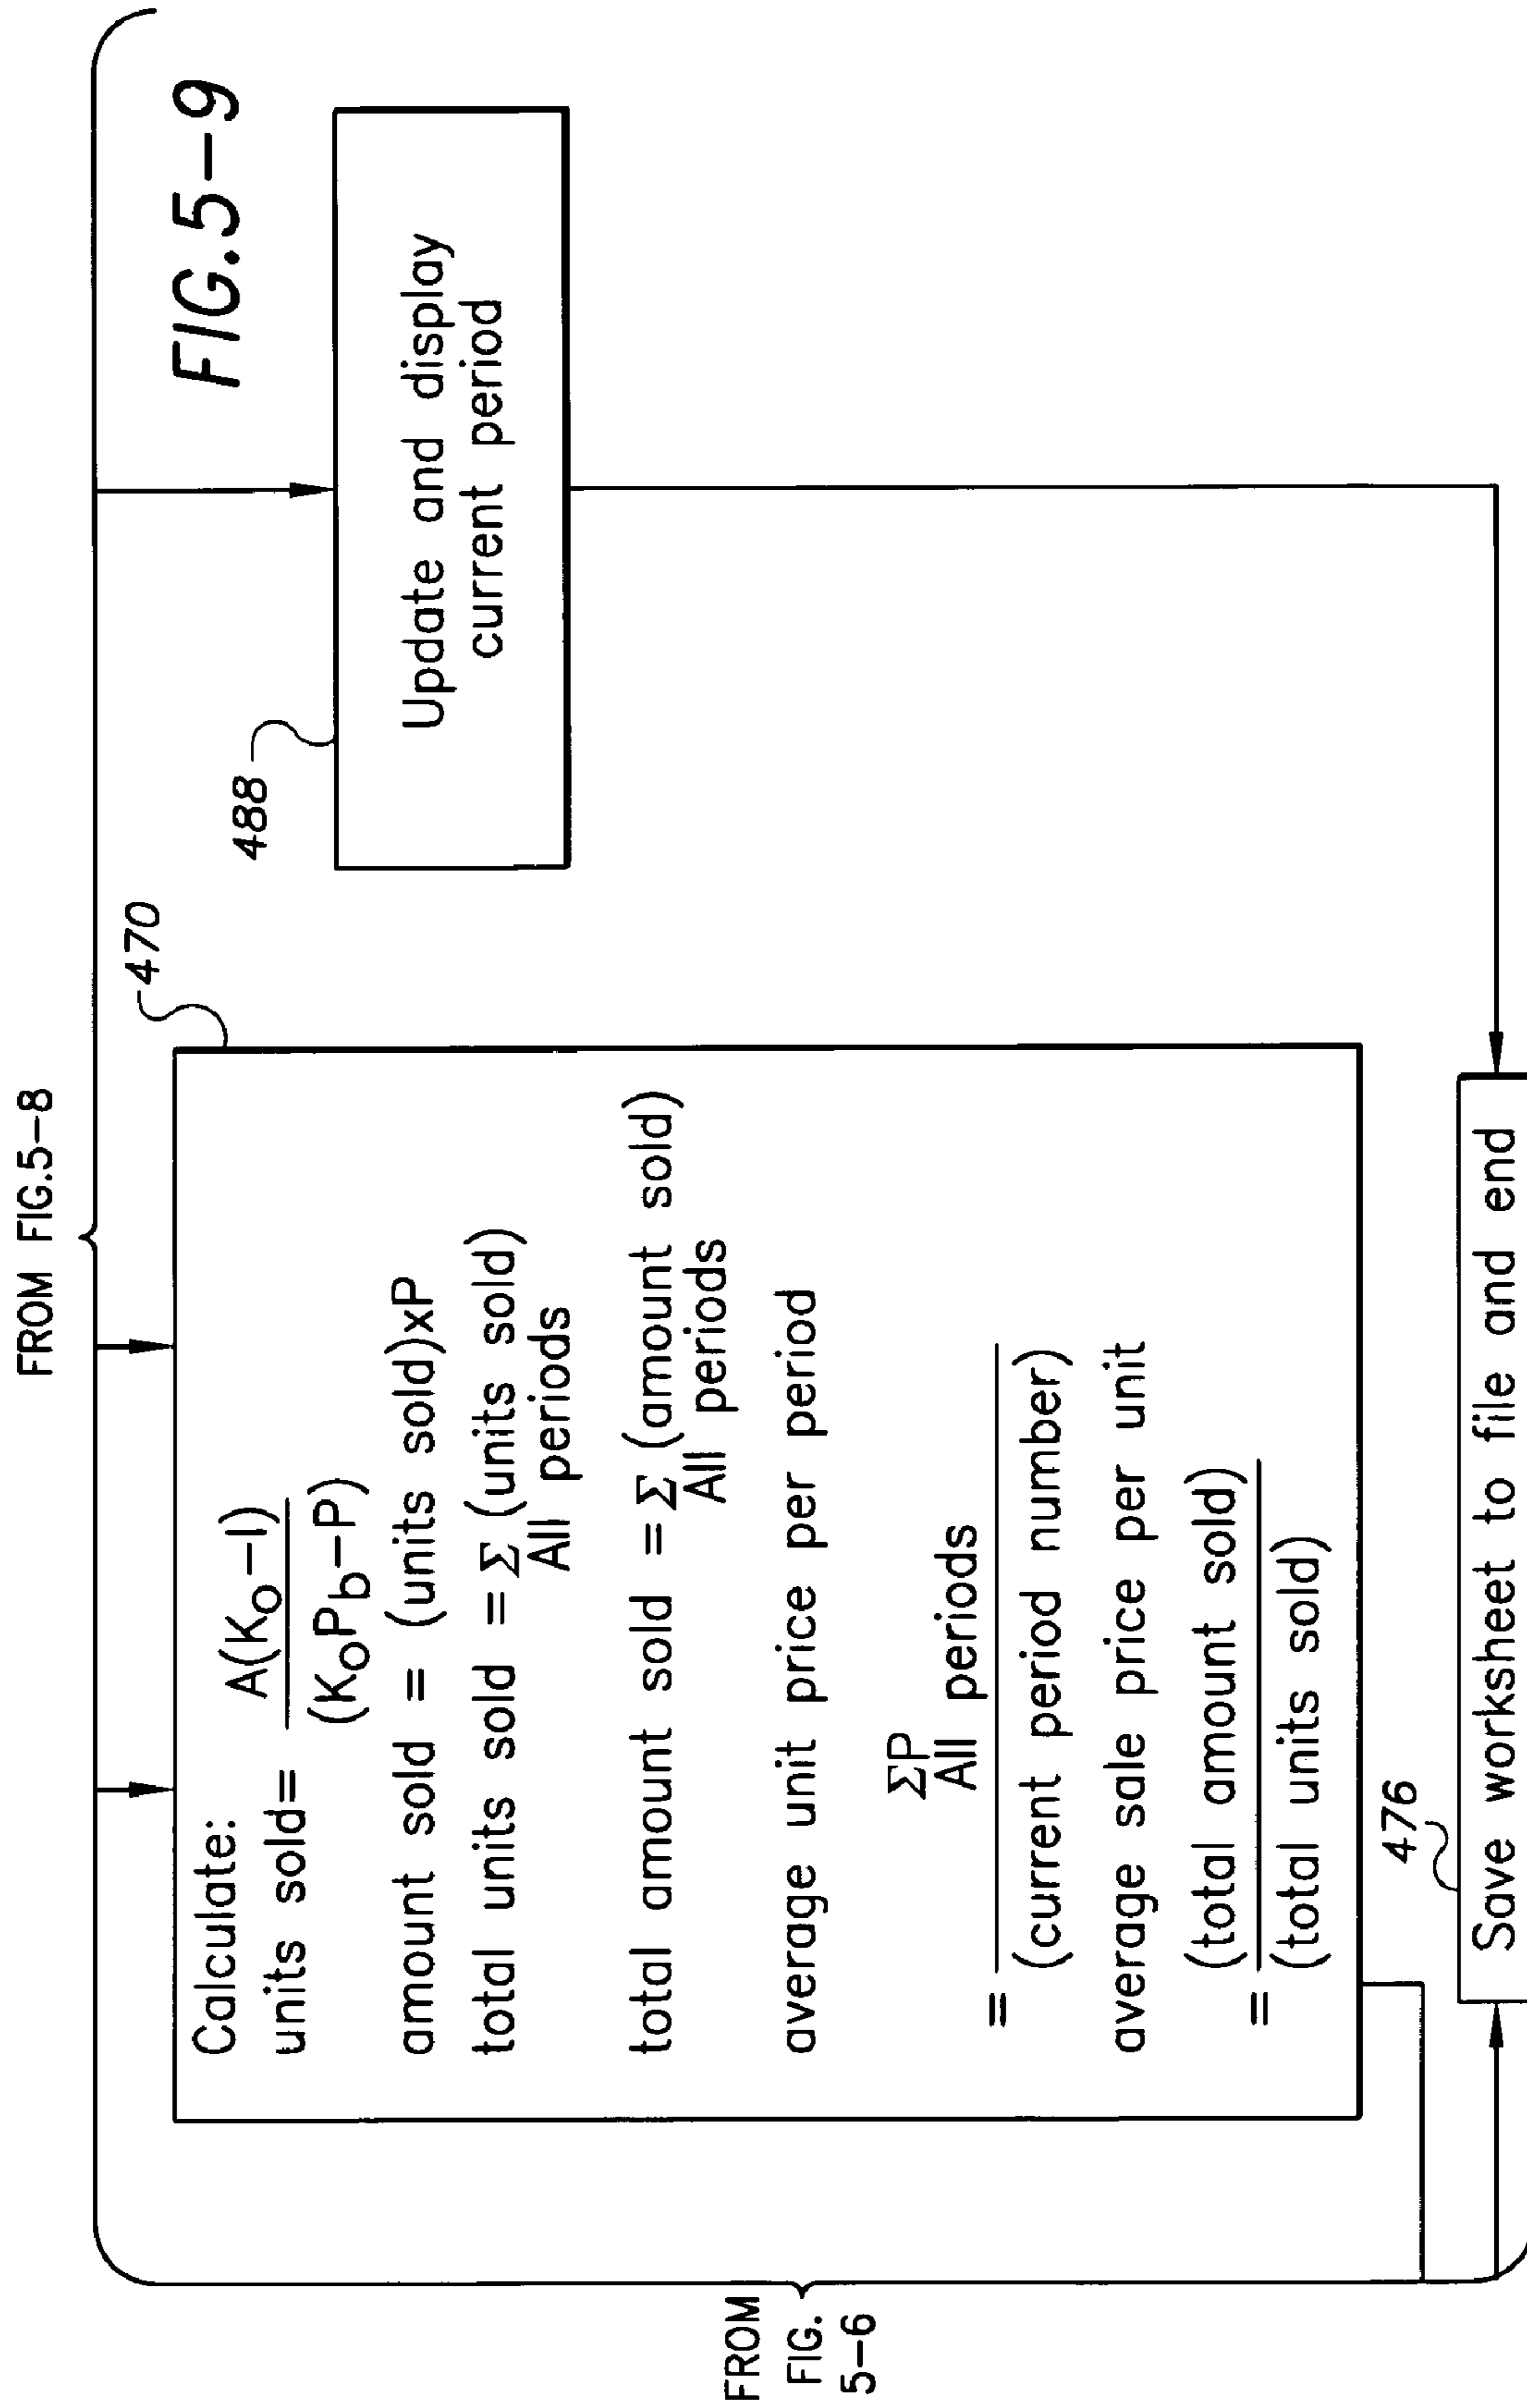 FROM FIG.5-8
FIG.5-9
470
Calculate:
units sold= A(Ko-1)
(KoPb-P)
amount sold = (units sold)xP
total units sold = Σ (units sold)
All periods
total amount sold = Σ (amount sold)
All periods
average unit price per period
ΣP
All periods
=
(current period number)
average sale price per unit
(total amount sold)
=
(total units sold)
488
Update and display
current period
FROM
FIG.
5-6
476
Save worksheet to file and end